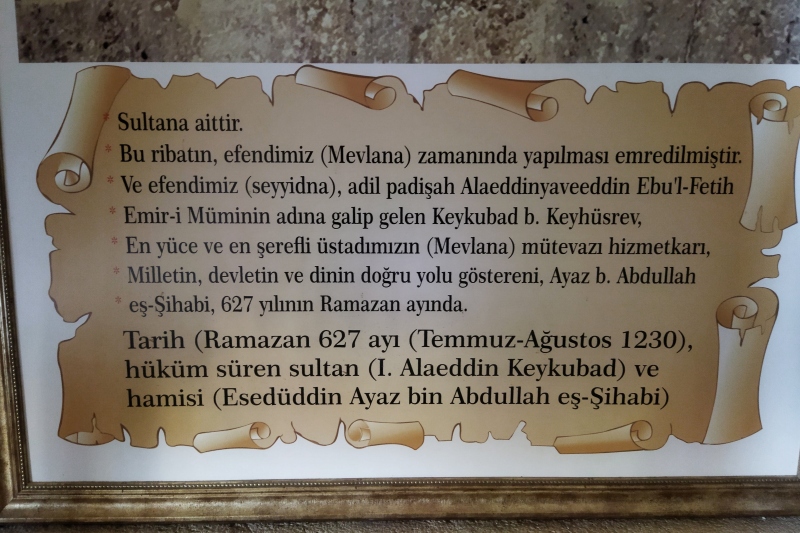 * Sultana aittir.
* Bu ribatın, efendimiz (Mevlana) zamanında yapılması emredilmiştir.
* Ve efendimiz (seyyidna), adil padişah Alaeddinyaveeddin Ebu'l-Fetih
* Emir-i Müminin adına galip gelen Keykubad b. Keyhüsrev,
* En yüce ve en şerefli üstadımızın (Mevlana) mütevazı hizmetkarı,
* Milletin, devletin ve dinin doğru yolu göstereni, Ayaz b. Abdullah
* eş-Şihabi, 627 yılının Ramazan ayında.
Tarih (Ramazan 627 ayı (Temmuz-Ağustos 1230),
hüküm süren sultan (I. Alaeddin Keykubad) ve
hamisi (Esedüddin Ayaz bin Abdullah eş-Şihabi)